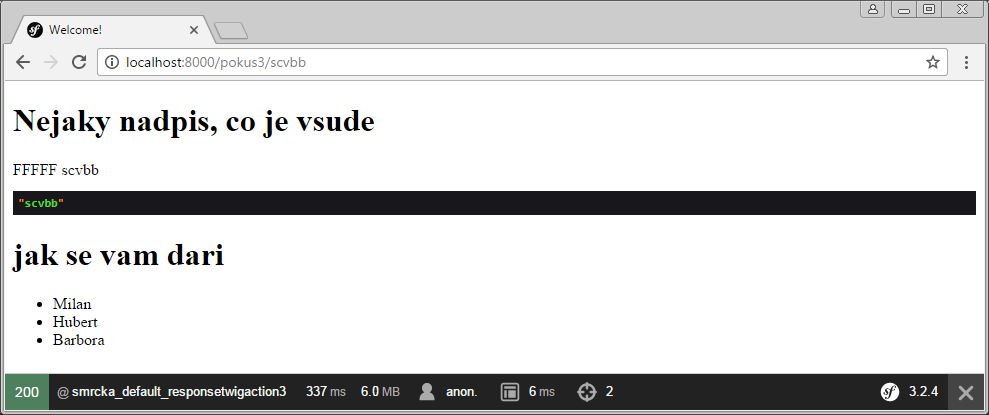 Welcome!
localhost:8000/pokus3/scvbb
Nejaky nadpis, co je vsude
FFFFF scvbb
"scvbb"
jak se vam dari
Milan
Hubert
Barbora
200 @ smrcka_default_responsetwigaction3 337 ms 6.0 MB anon. 6 ms 2 sf 3.2.4